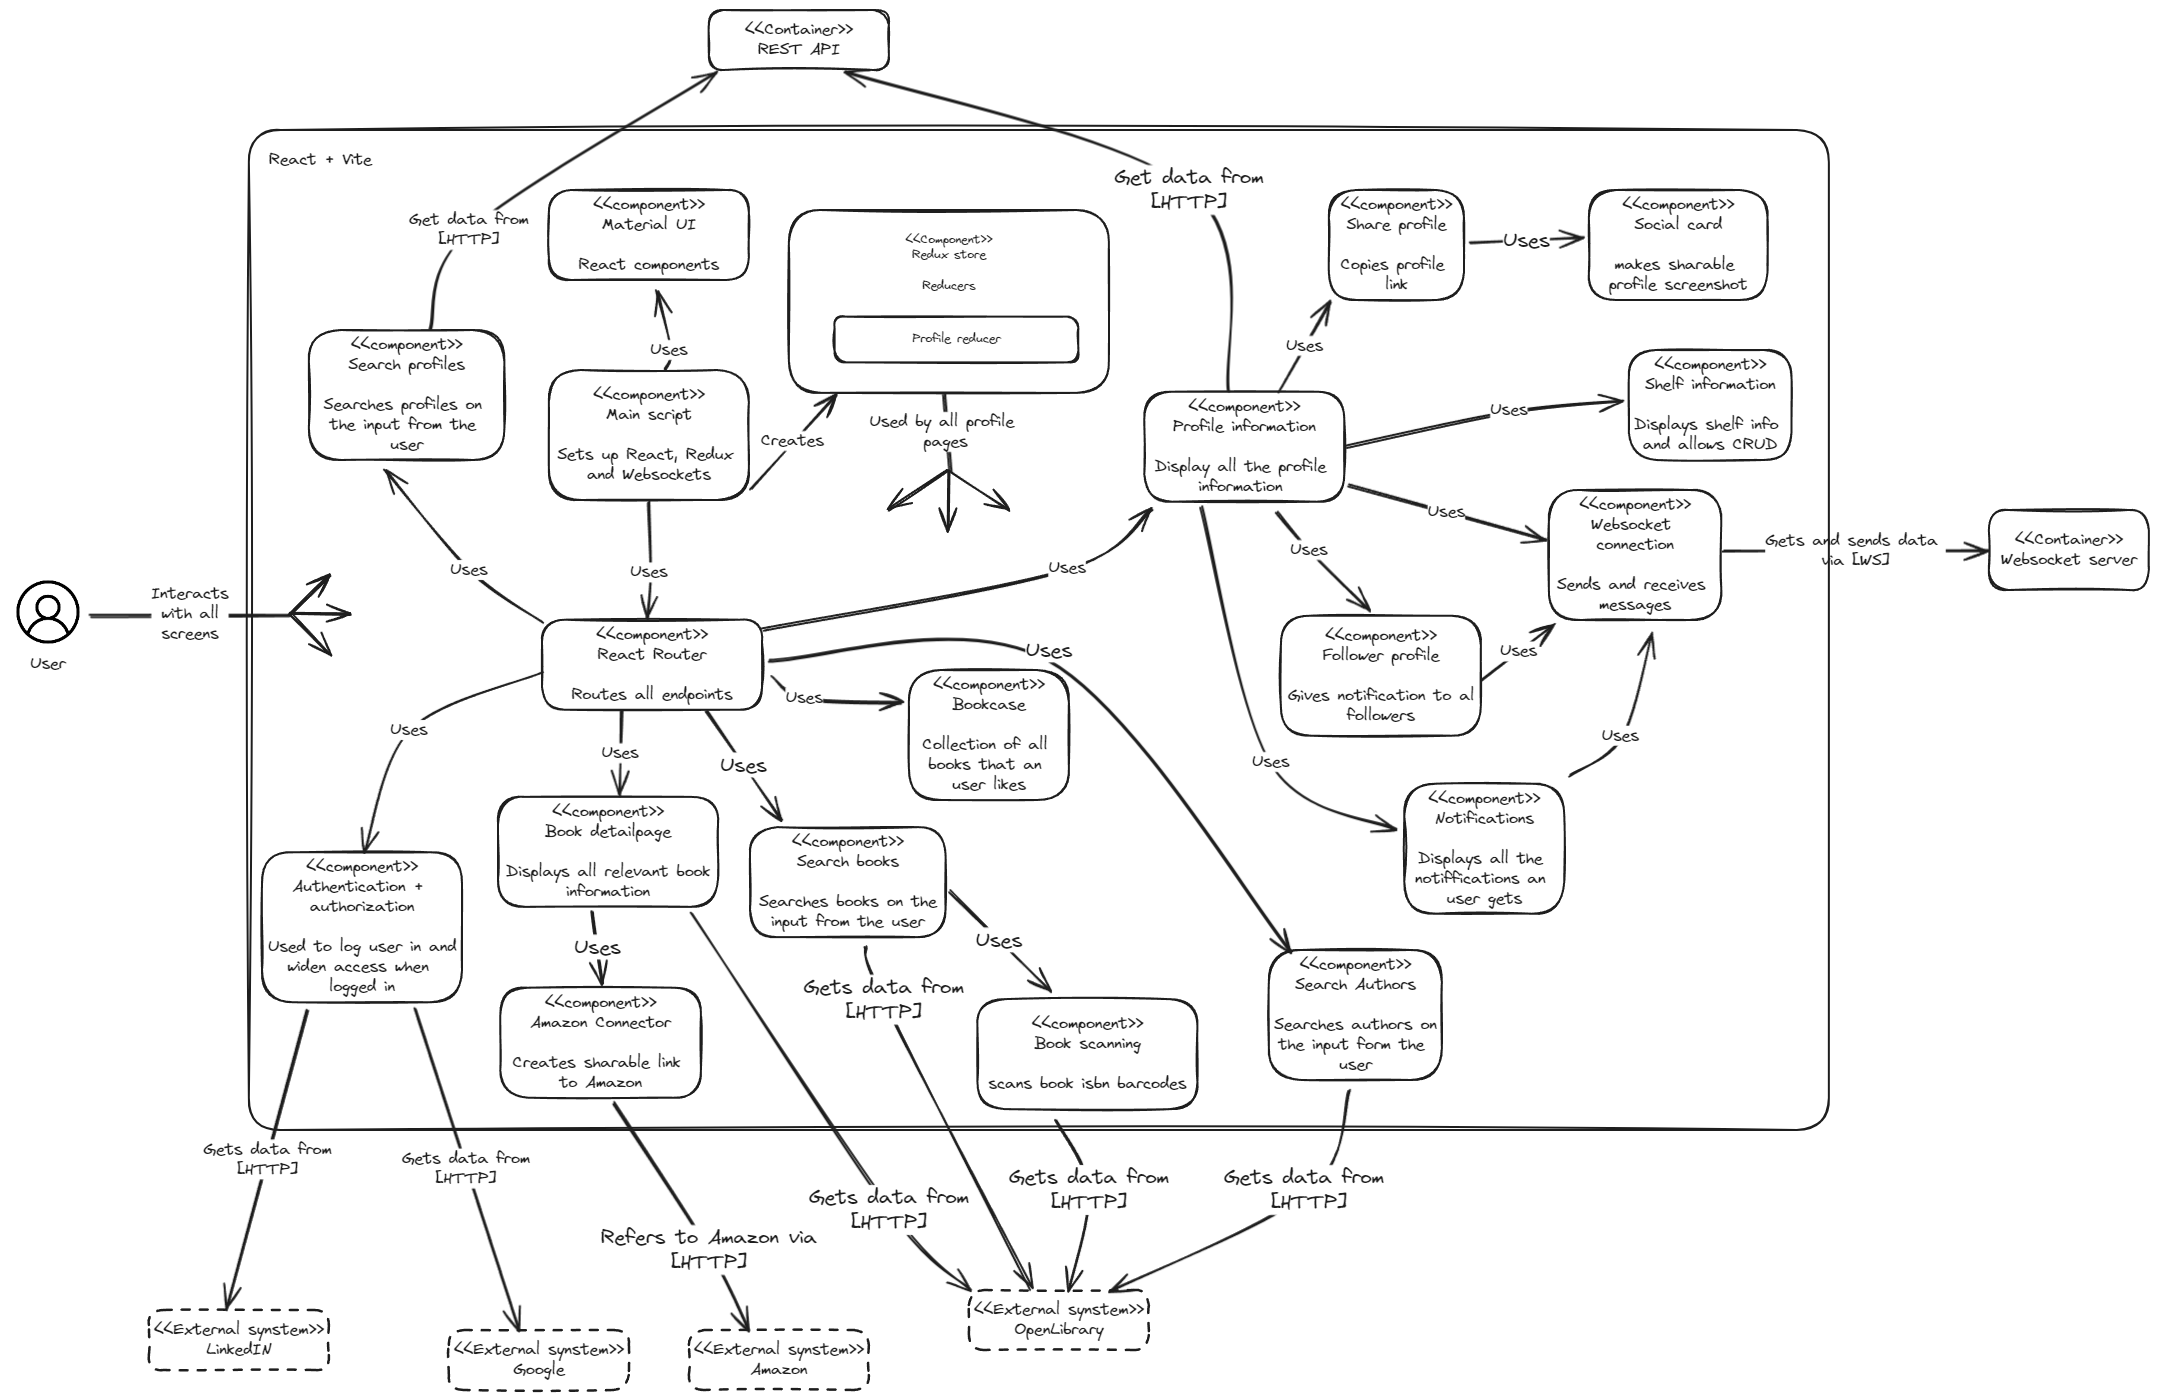 <<Container>>
REST API
React + Vite
Get data from
[HTTP]
Get data from
[HTTP]
<<component>>
Material UI
React components
<<Component>>
Redux store
Reducers
Profile reducer
<<component>>
Share profile
Copies profile
link
Uses
<<component>>
Social card
makes sharable
profile screenshot
<<component>>
Search profiles
Searches profiles on
the input from the
user
Uses
<<component>>
Main script
Sets up React, Redux
and Websockets
Creates
Used by all profile
pages
Uses
<<component>>
Profile information
Display all the profile
information
Uses
<<component>>
Shelf information
Displays shelf info
and allows CRUD
Uses
<<component>>
Websocket
connection
Sends and receives
messages
Gets and sends data
via [WS]
<<Container>>
Websocket server
User
Interacts
with all
screens
Uses
Uses
Uses
Uses
<<component>>
React Router
Routes all endpoints
Uses
Uses
<<component>>
Bookcase
Collection of all
books that an
user likes
<<component>>
Follower profile
Gives notification to al
followers
Uses
Uses
Uses
Uses
Uses
Uses
<<component>>
Notifications
Displays all the
notiffications an
user gets
<<component>>
Authentication +
authorization
Used to log user in and
widen access when
logged in
<<component>>
Book detailpage
Displays all relevant book
information
Uses
<<component>>
Search books
Searches books on the
input from the user
Uses
Gets data from
[HTTP]
<<component>>
Amazon Connector
Creates sharable link
to Amazon
<<component>>
Book scanning
scans book isbn barcodes
<<component>>
Search Authors
Searches authors on
the input form the
user
Gets data from
[HTTP]
Gets data from
[HTTP]
Refers to Amazon via
[HTTP]
Gets data from
[HTTP]
Gets data from
[HTTP]
Gets data from
[HTTP]
<<External synstem>>
LinkedIN
<<External synstem>>
Google
<<External synstem>>
Amazon
<<External synstem>>
OpenLibrary